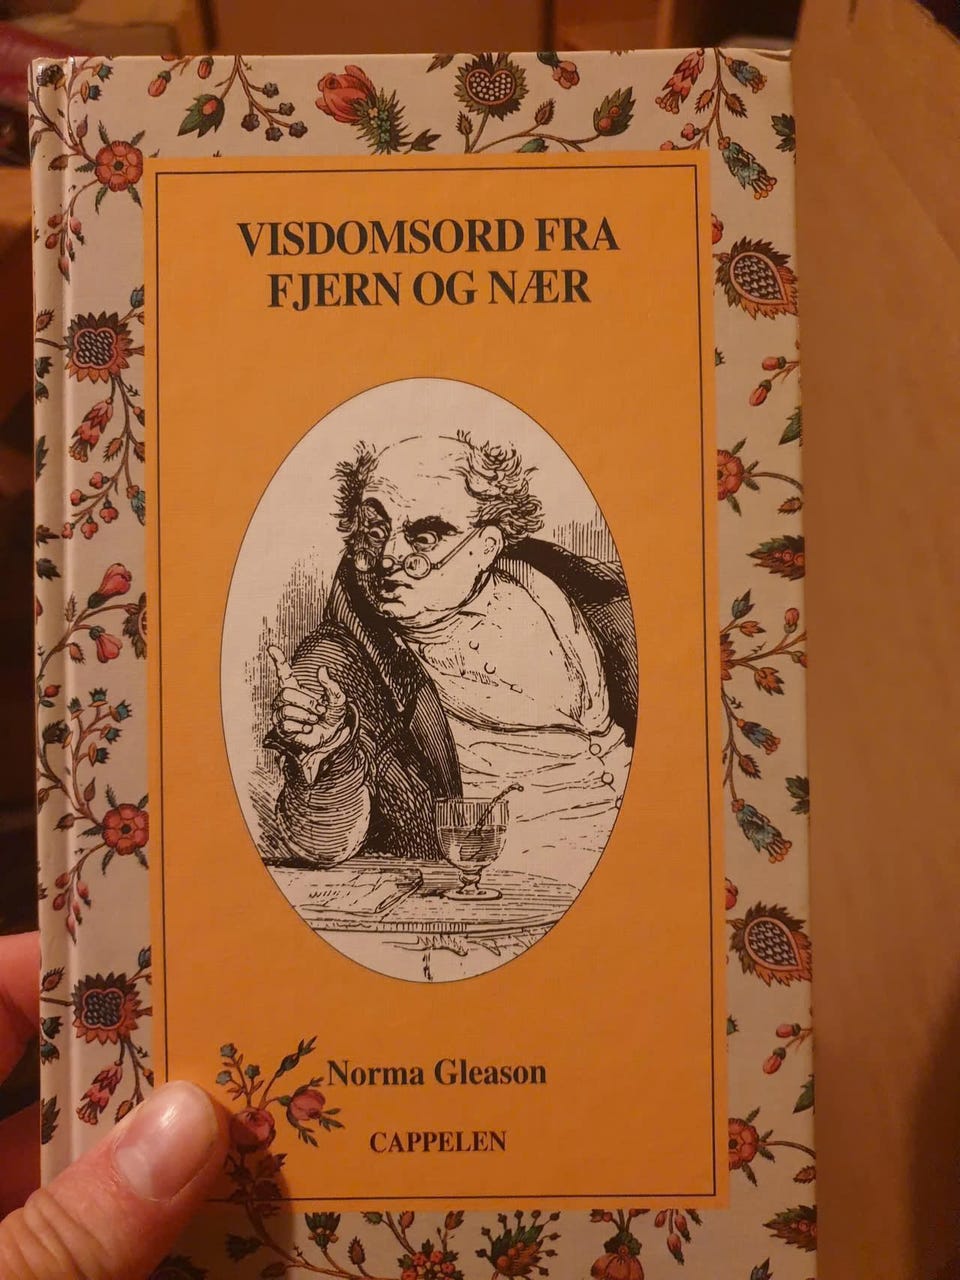 VISDOMSORD FRA
FJERN OG NÆR
Norma Gleason
CAPPELEN